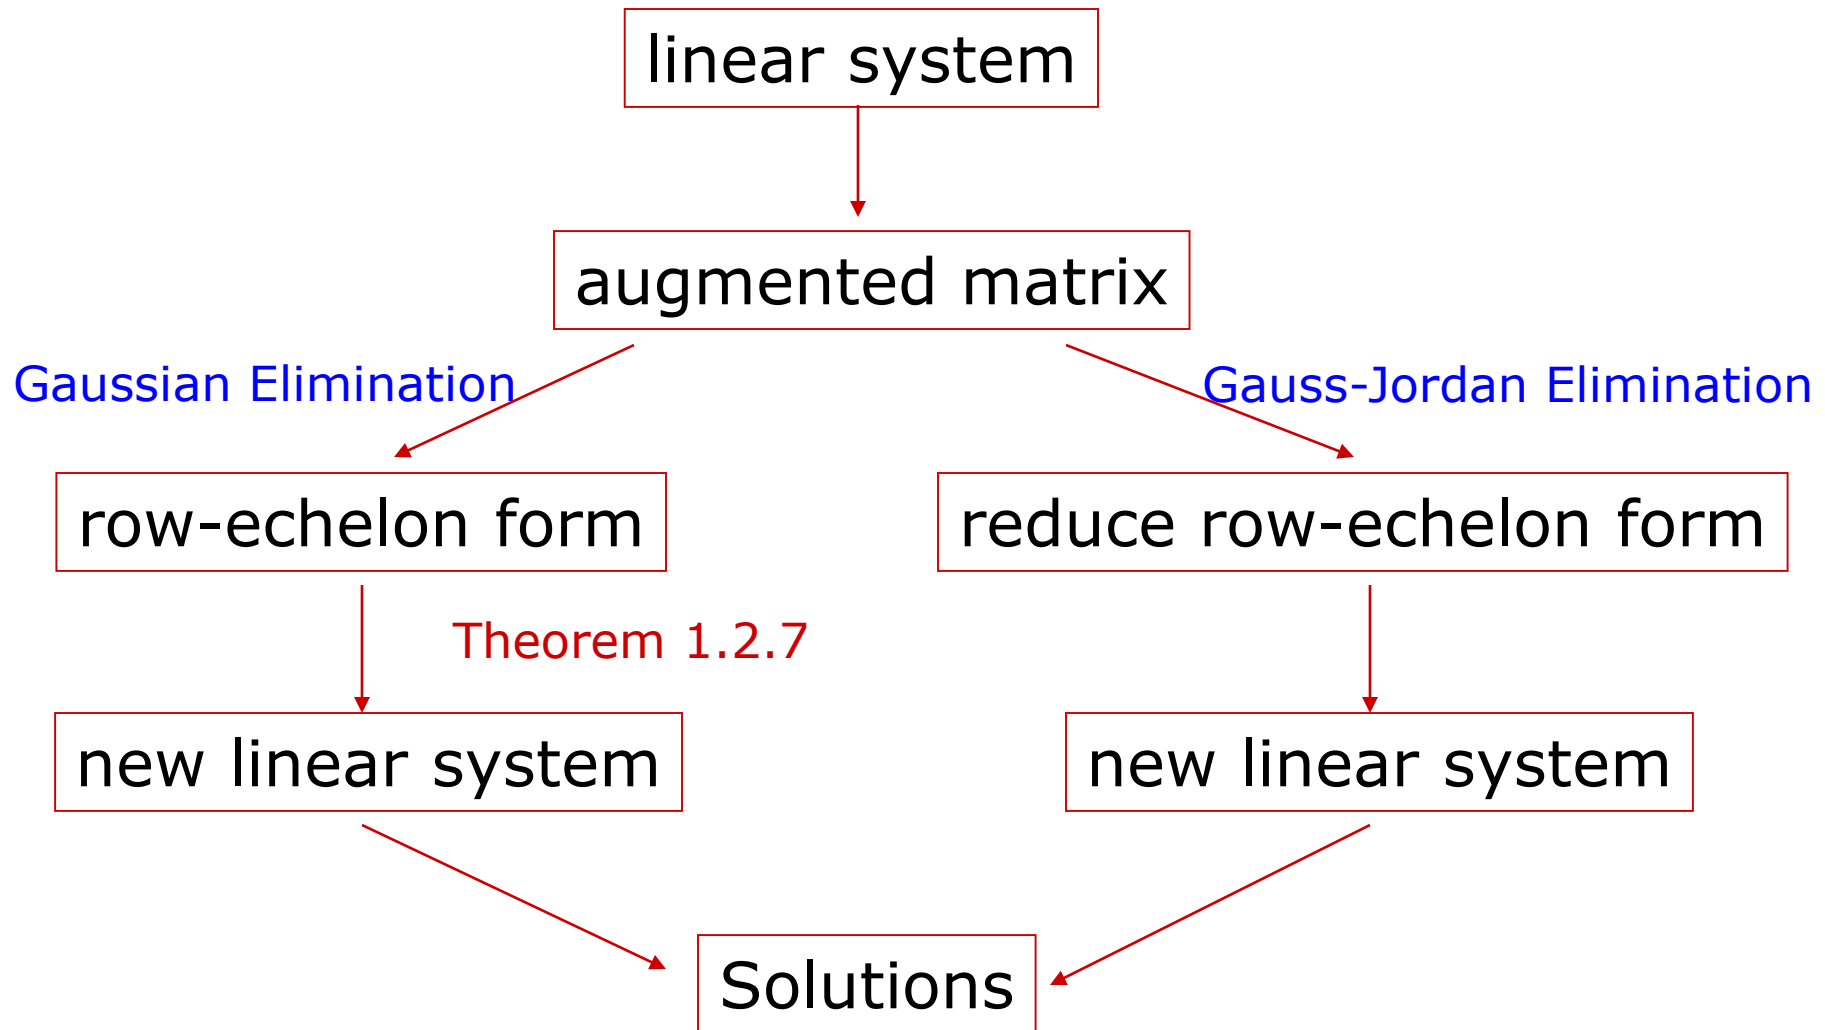 linear system
augmented matrix
Gaussian Elimination
Gauss-Jordan Elimination
row-echelon form
reduce row-echelon form
Theorem 1.2.7
new linear system
new linear system
Solutions